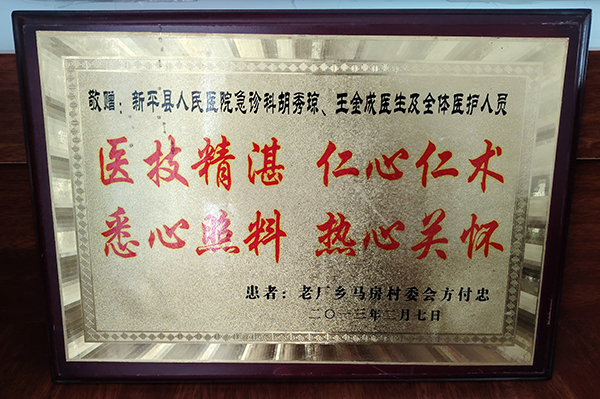 敬赠：新平县人民医院急诊科胡秀琼、王金成医生及全体医护人员
医技精湛 仁心仁术
悉心照料 热心关怀
患者：老厂乡马房村委会方付忠
二〇一三年二月七日